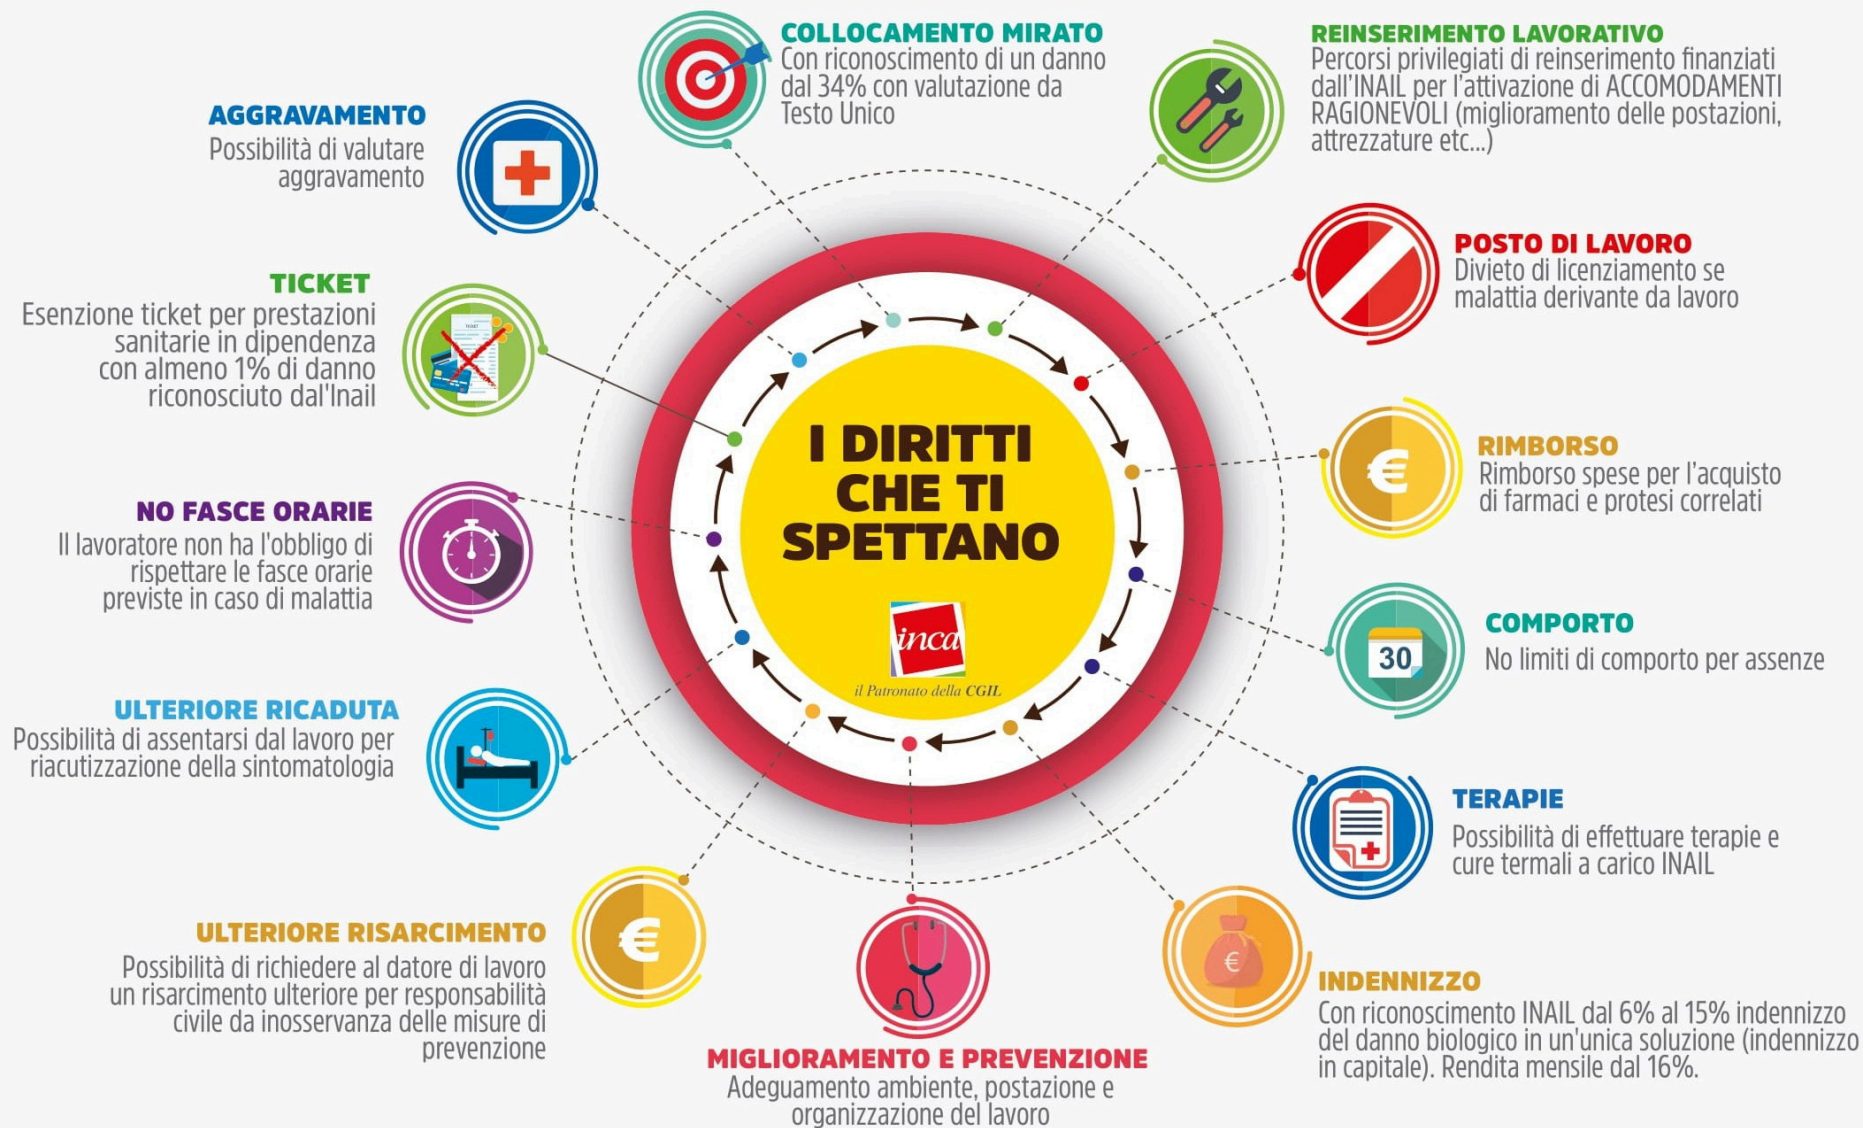 COLLOCAMENTO MIRATO
Con riconoscimento di un danno
dal 34% con valutazione da
Testo Unico
REINSERIMENTO LAVORATIVO
Percorsi privilegiati di reinserimento finanziati
dall'INAIL per l'attivazione di ACCOMODAMENTI
RAGIONEVOLI (miglioramento delle postazioni,
attrezzature etc...)
POSTO DI LAVORO
Divieto di licenziamento se
malattia derivante da lavoro
RIMBORSO
Rimborso spese per l'acquisto
di farmaci e protesi correlati
COMPORTO
30
No limiti di comporto per assenze
TERAPIE
Possibilità di effettuare terapie e
cure termali a carico INAIL
INDENNIZZO
Con riconoscimento INAIL dal 6% al 15% indennizzo
del danno biologico in un'unica soluzione (indennizzo
in capitale). Rendita mensile dal 16%.
MIGLIORAMENTO E PREVENZIONE
Adeguamento ambiente, postazione e
organizzazione del lavoro
ULTERIORE RISARCIMENTO
Possibilità di richiedere al datore di lavoro
un risarcimento ulteriore per responsabilità
civile da inosservanza delle misure di
prevenzione
ULTERIORE RICADUTA
Possibilità di assentarsi dal lavoro per
riacutizzazione della sintomatologia
NO FASCE ORARIE
Il lavoratore non ha l'obbligo di
rispettare le fasce orarie
previste in caso di malattia
TICKET
Esenzione ticket per prestazioni
sanitarie in dipendenza
con almeno 1% di danno
riconosciuto dal'Inail
TICKET
AGGRAVAMENTO
Possibilità di valutare
aggravamento
I DIRITTI
CHE TI
SPETTANO
inca
il Patronato della CGIL
€
€
€